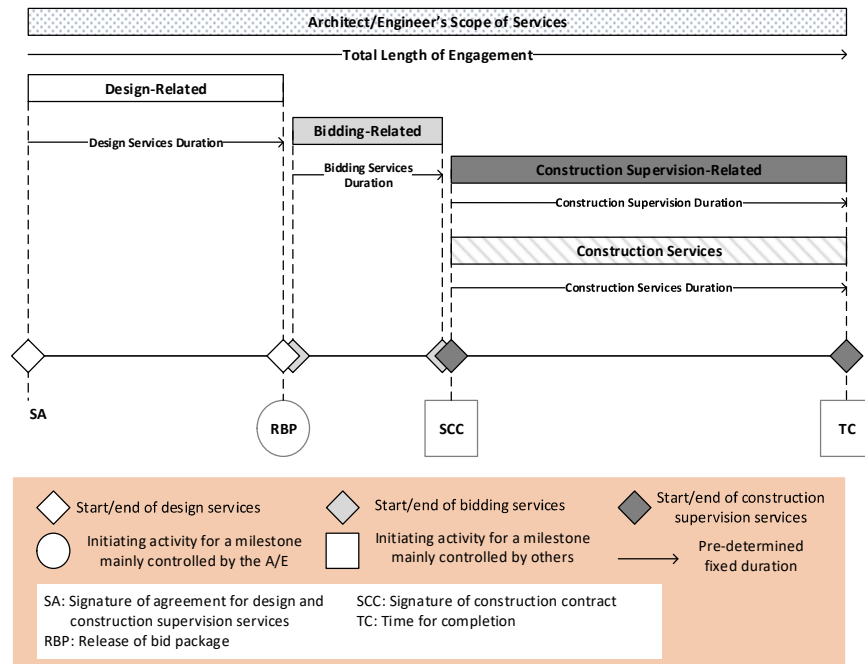 Architect/Engineer's Scope of Services
Total Length of Engagement
Design-Related
Design Services Duration
Bidding-Related
Bidding Services
Duration
Construction Supervision-Related
Construction Supervision Duration
Construction Services
Construction Services Duration
SA
RBP
SCC
TC
Start/end of design services
Start/end of bidding services
Start/end of construction
supervision services
Initiating activity for a milestone
mainly controlled by the A/E
Initiating activity for a milestone
mainly controlled by others
Pre-determined
fixed duration
SA: Signature of agreement for design and
construction supervision services
RBP: Release of bid package
SCC: Signature of construction contract
TC: Time for completion